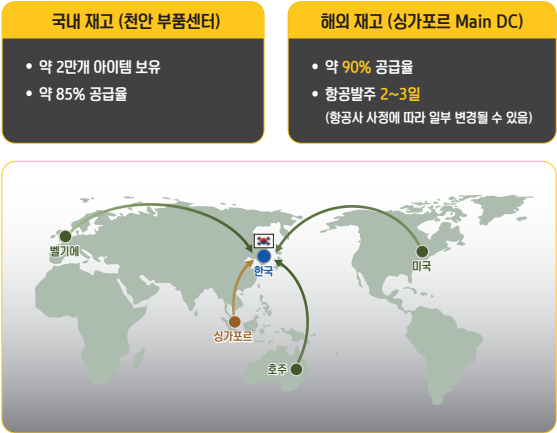 국내 재고 (천안 부품센터)
• 약 2만개 아이템 보유
• 약 85% 공급율
해외 재고 (싱가포르 Main DC)
• 약 90% 공급율
• 항공발주 2~3일
(항공사 사정에 따라 일부 변경될 수 있음)
벨기에
한국
미국
싱가포르
호주